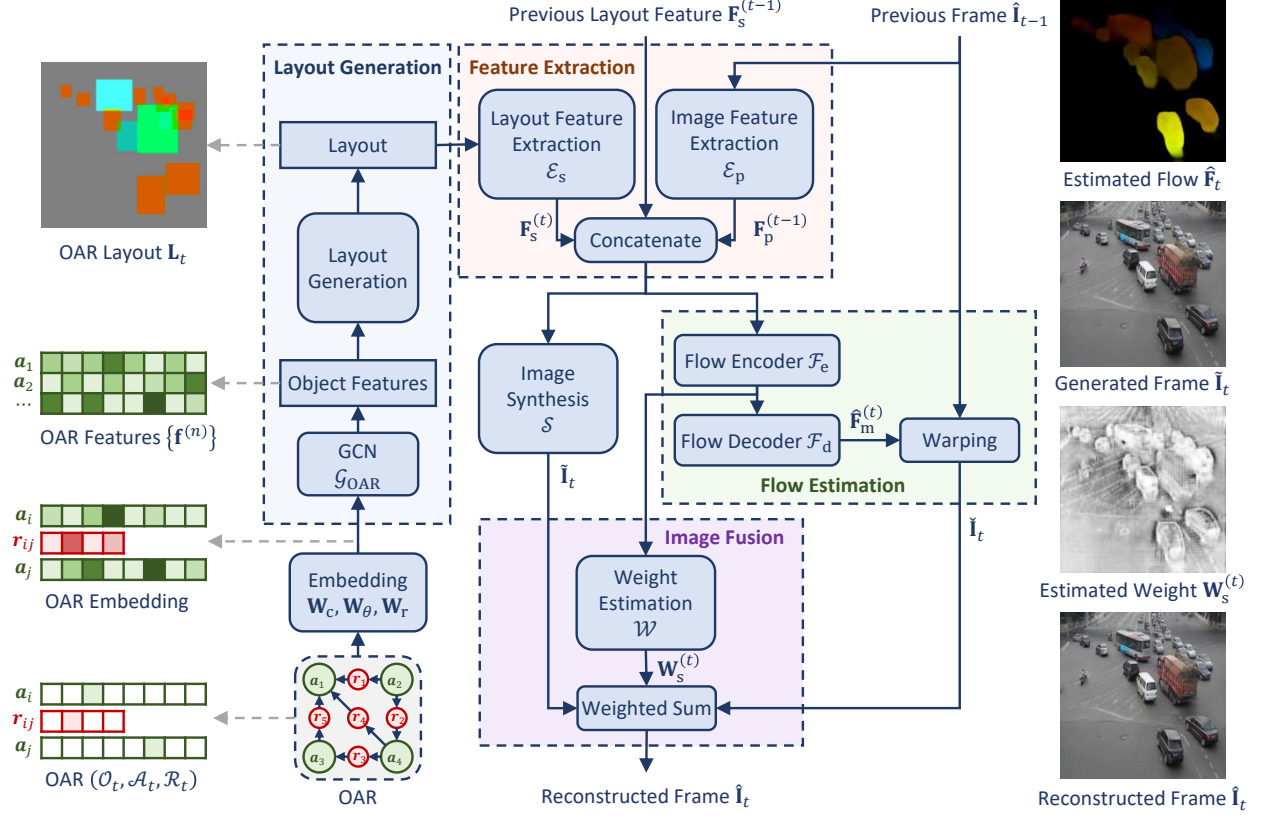 Previous Layout Feature F_s^(t−1)
Previous Frame Î_{t−1}
Layout Generation
Feature Extraction
Layout
Layout Feature
Extraction
ℰ_s
Image Feature
Extraction
ℰ_p
F_s^(t)
F_p^(t−1)
Concatenate
OAR Layout L_t
Layout
Generation
Estimated Flow F̂_t
a_1
a_2
...
OAR Features {f^(n)}
Object Features
Image
Synthesis
𝒮
Flow Encoder ℱ_e
Flow Decoder ℱ_d
F̂_m^(t)
Warping
Flow Estimation
Generated Frame Ĩ_t
GCN
𝒢_OAR
Ĩ_t
Ǐ_t
a_i
r_ij
a_j
OAR Embedding
Embedding
W_c, W_θ, W_r
Image Fusion
Weight
Estimation
𝒲
W_s^(t)
Weighted Sum
Estimated Weight W_s^(t)
a_i
r_ij
a_j
OAR (𝒪_t, 𝒜_t, ℛ_t)
a_1
r_1
a_2
r_5
r_4
r_2
a_3
r_3
a_4
OAR
Reconstructed Frame Î_t
Reconstructed Frame Î_t